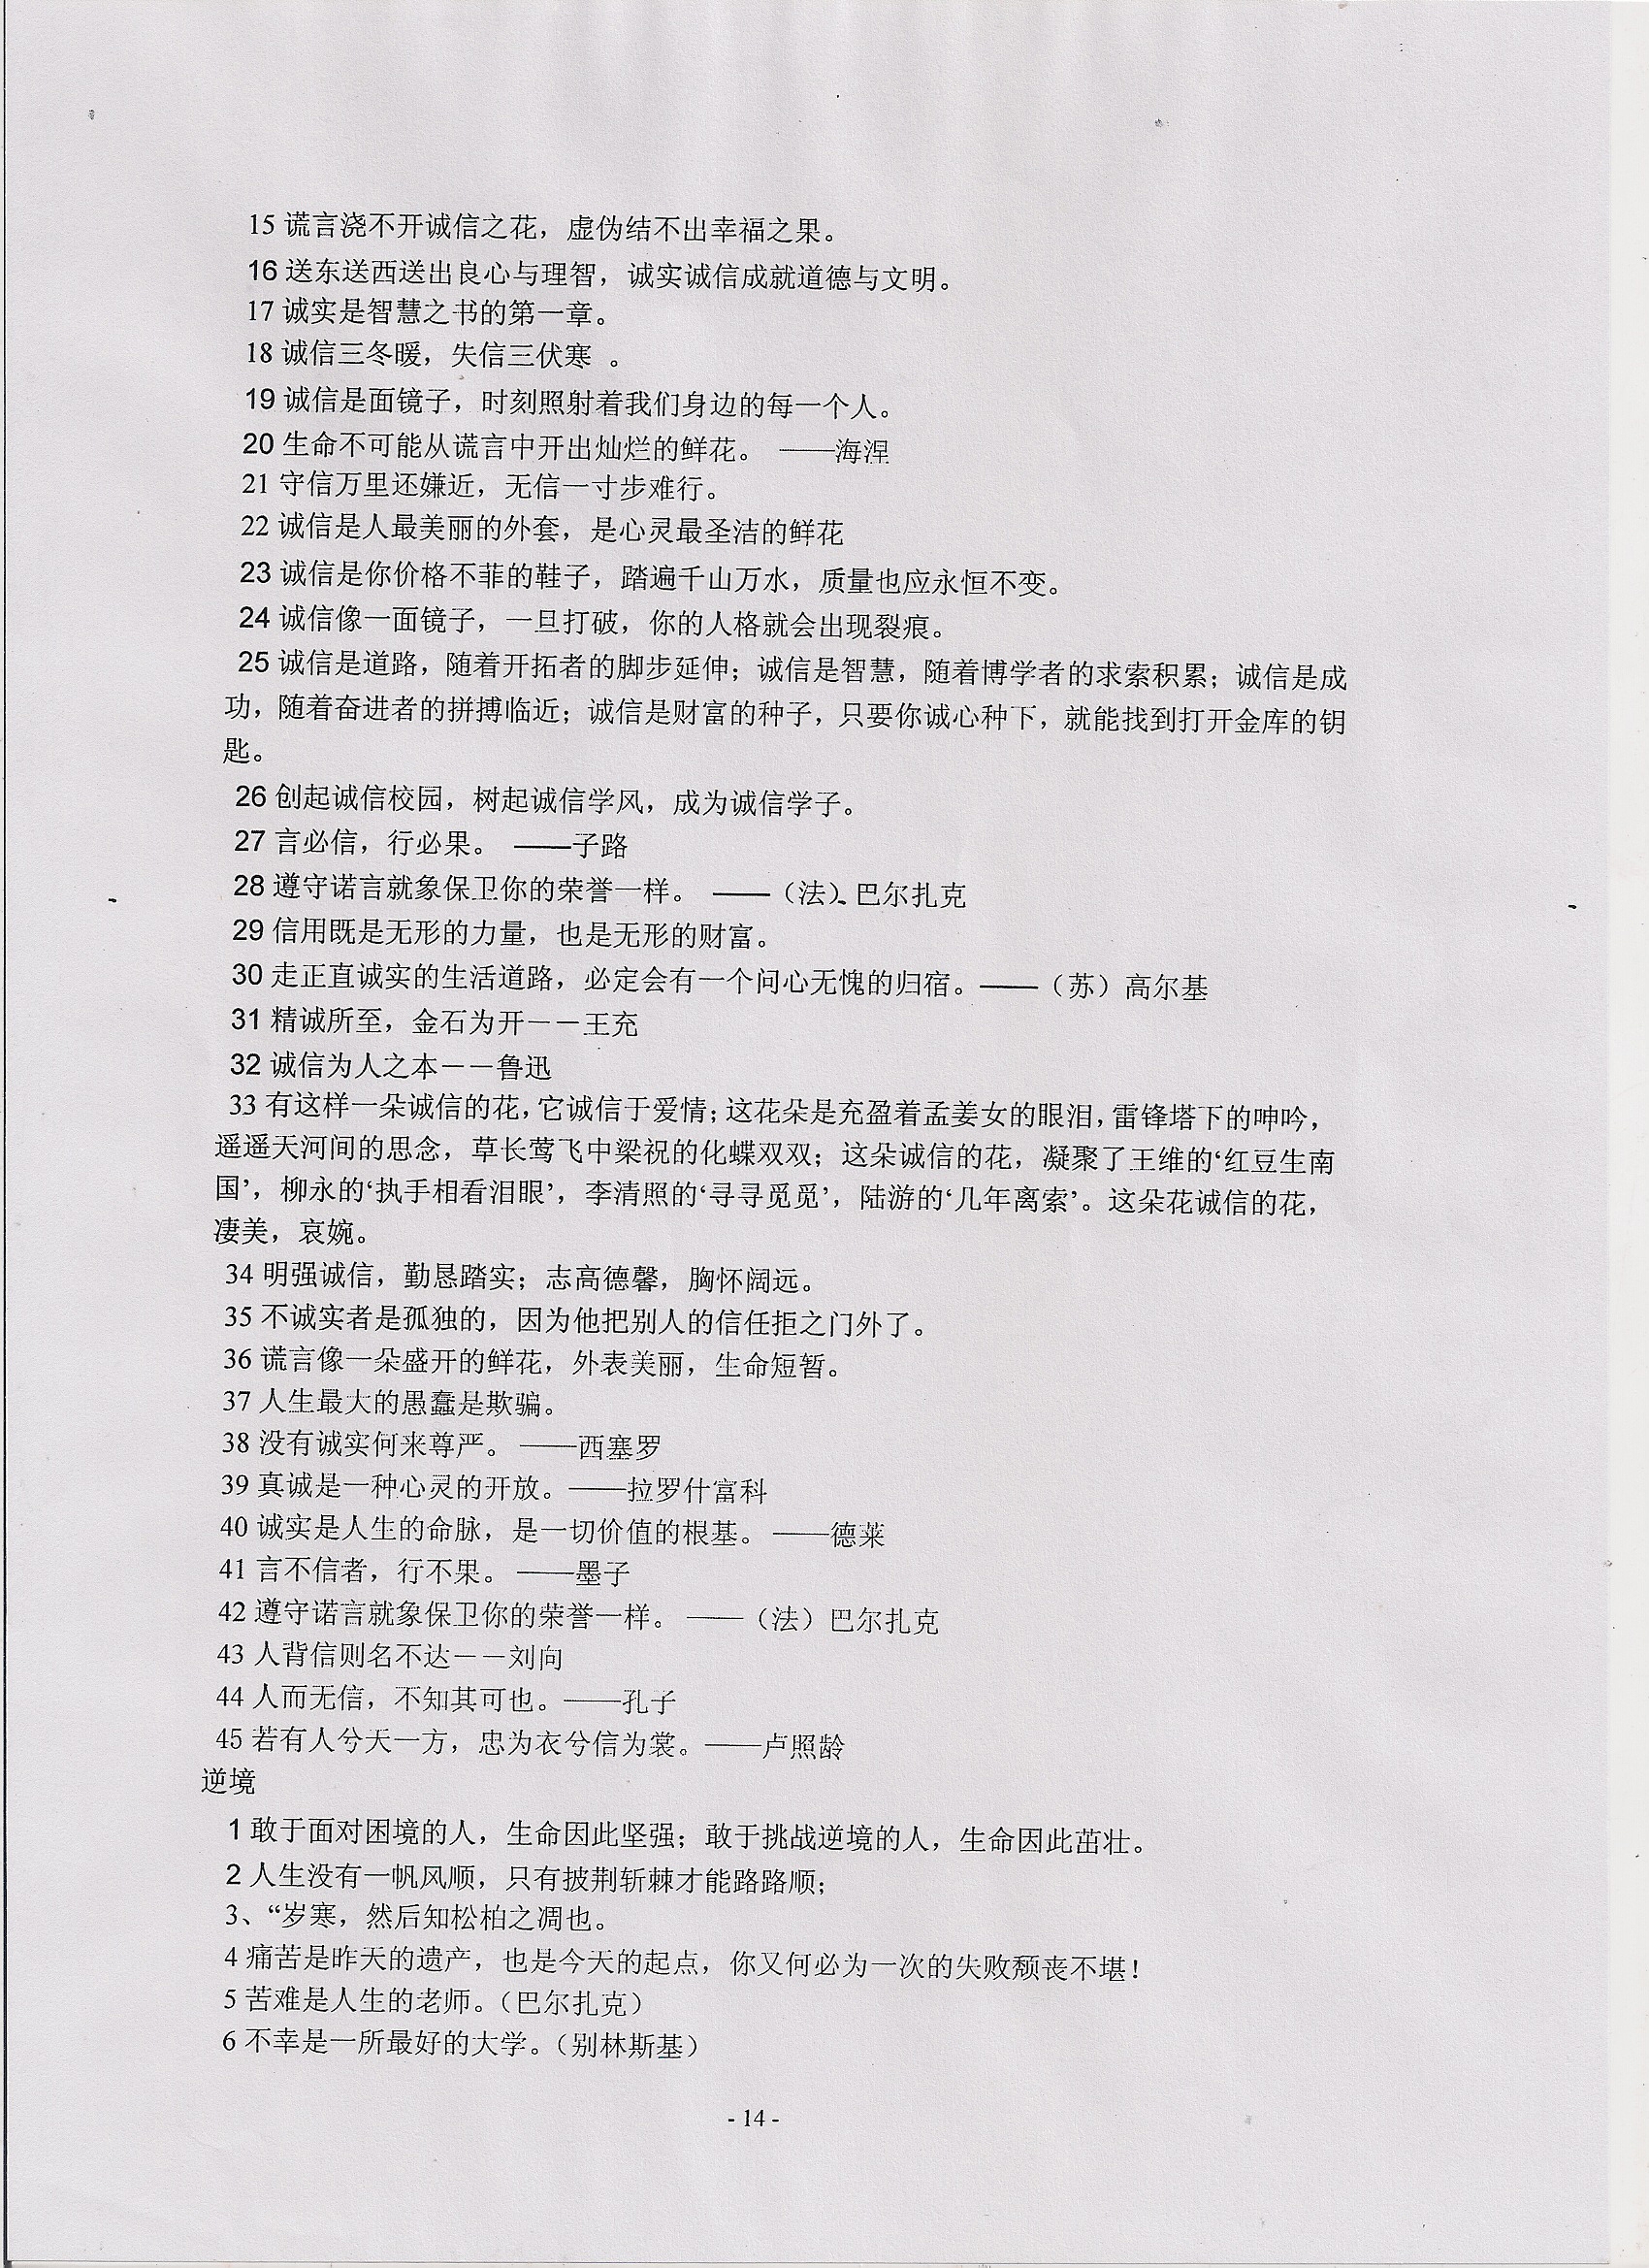 15 谎言浇不开诚信之花，虚伪结不出幸福之果。
16 送东送西送出良心与理智，诚实诚信成就道德与文明。
17 诚实是智慧之书的第一章。
18 诚信三冬暖，失信三伏寒 。
19 诚信是面镜子，时刻照射着我们身边的每一个人。
20 生命不可能从谎言中开出灿烂的鲜花。 ——海涅
21 守信万里还嫌近，无信一寸步难行。
22 诚信是人最美丽的外套，是心灵最圣洁的鲜花
23 诚信是你价格不菲的鞋子，踏遍千山万水，质量也应永恒不变。
24 诚信像一面镜子，一旦打破，你的人格就会出现裂痕。
25 诚信是道路，随着开拓者的脚步延伸；诚信是智慧，随着博学者的求索积累；诚信是成
功，随着奋进者的拼搏临近；诚信是财富的种子，只要你诚心种下，就能找到打开金库的钥
匙。
26 创起诚信校园，树起诚信学风，成为诚信学子。
27 言必信，行必果。 ——子路
28 遵守诺言就象保卫你的荣誉一样。 ——（法）、巴尔扎克
29 信用既是无形的力量，也是无形的财富。
30 走正直诚实的生活道路，必定会有一个问心无愧的归宿。——（苏）高尔基
31 精诚所至，金石为开－－王充
32 诚信为人之本－－鲁迅
33 有这样一朵诚信的花，它诚信于爱情；这花朵是充盈着孟姜女的眼泪，雷锋塔下的呻吟，
遥遥天河间的思念，草长莺飞中梁祝的化蝶双双；这朵诚信的花，凝聚了王维的‘红豆生南
国’，柳永的‘执手相看泪眼’，李清照的‘寻寻觅觅’，陆游的‘几年离索’。这朵花诚信的花，
凄美，哀婉。
34 明强诚信，勤恳踏实；志高德馨，胸怀阔远。
35 不诚实者是孤独的，因为他把别人的信任拒之门外了。
36 谎言像一朵盛开的鲜花，外表美丽，生命短暂。
37 人生最大的愚蠢是欺骗。
38 没有诚实何来尊严。 ——西塞罗
39 真诚是一种心灵的开放。——拉罗什富科
40 诚实是人生的命脉，是一切价值的根基。 ——德莱
41 言不信者，行不果。 ——墨子
42 遵守诺言就象保卫你的荣誉一样。 ——（法）巴尔扎克
43 人背信则名不达－－刘向
44 人而无信，不知其可也。——孔子
45 若有人兮天一方，忠为衣兮信为裳。——卢照龄
逆境
1 敢于面对困境的人，生命因此坚强；敢于挑战逆境的人，生命因此茁壮。
2 人生没有一帆风顺，只有披荆斩棘才能路路顺；
3、“岁寒，然后知松柏之凋也。
4 痛苦是昨天的遗产，也是今天的起点，你又何必为一次的失败颓丧不堪！
5 苦难是人生的老师。（巴尔扎克）
6 不幸是一所最好的大学。（别林斯基）
- 14 -